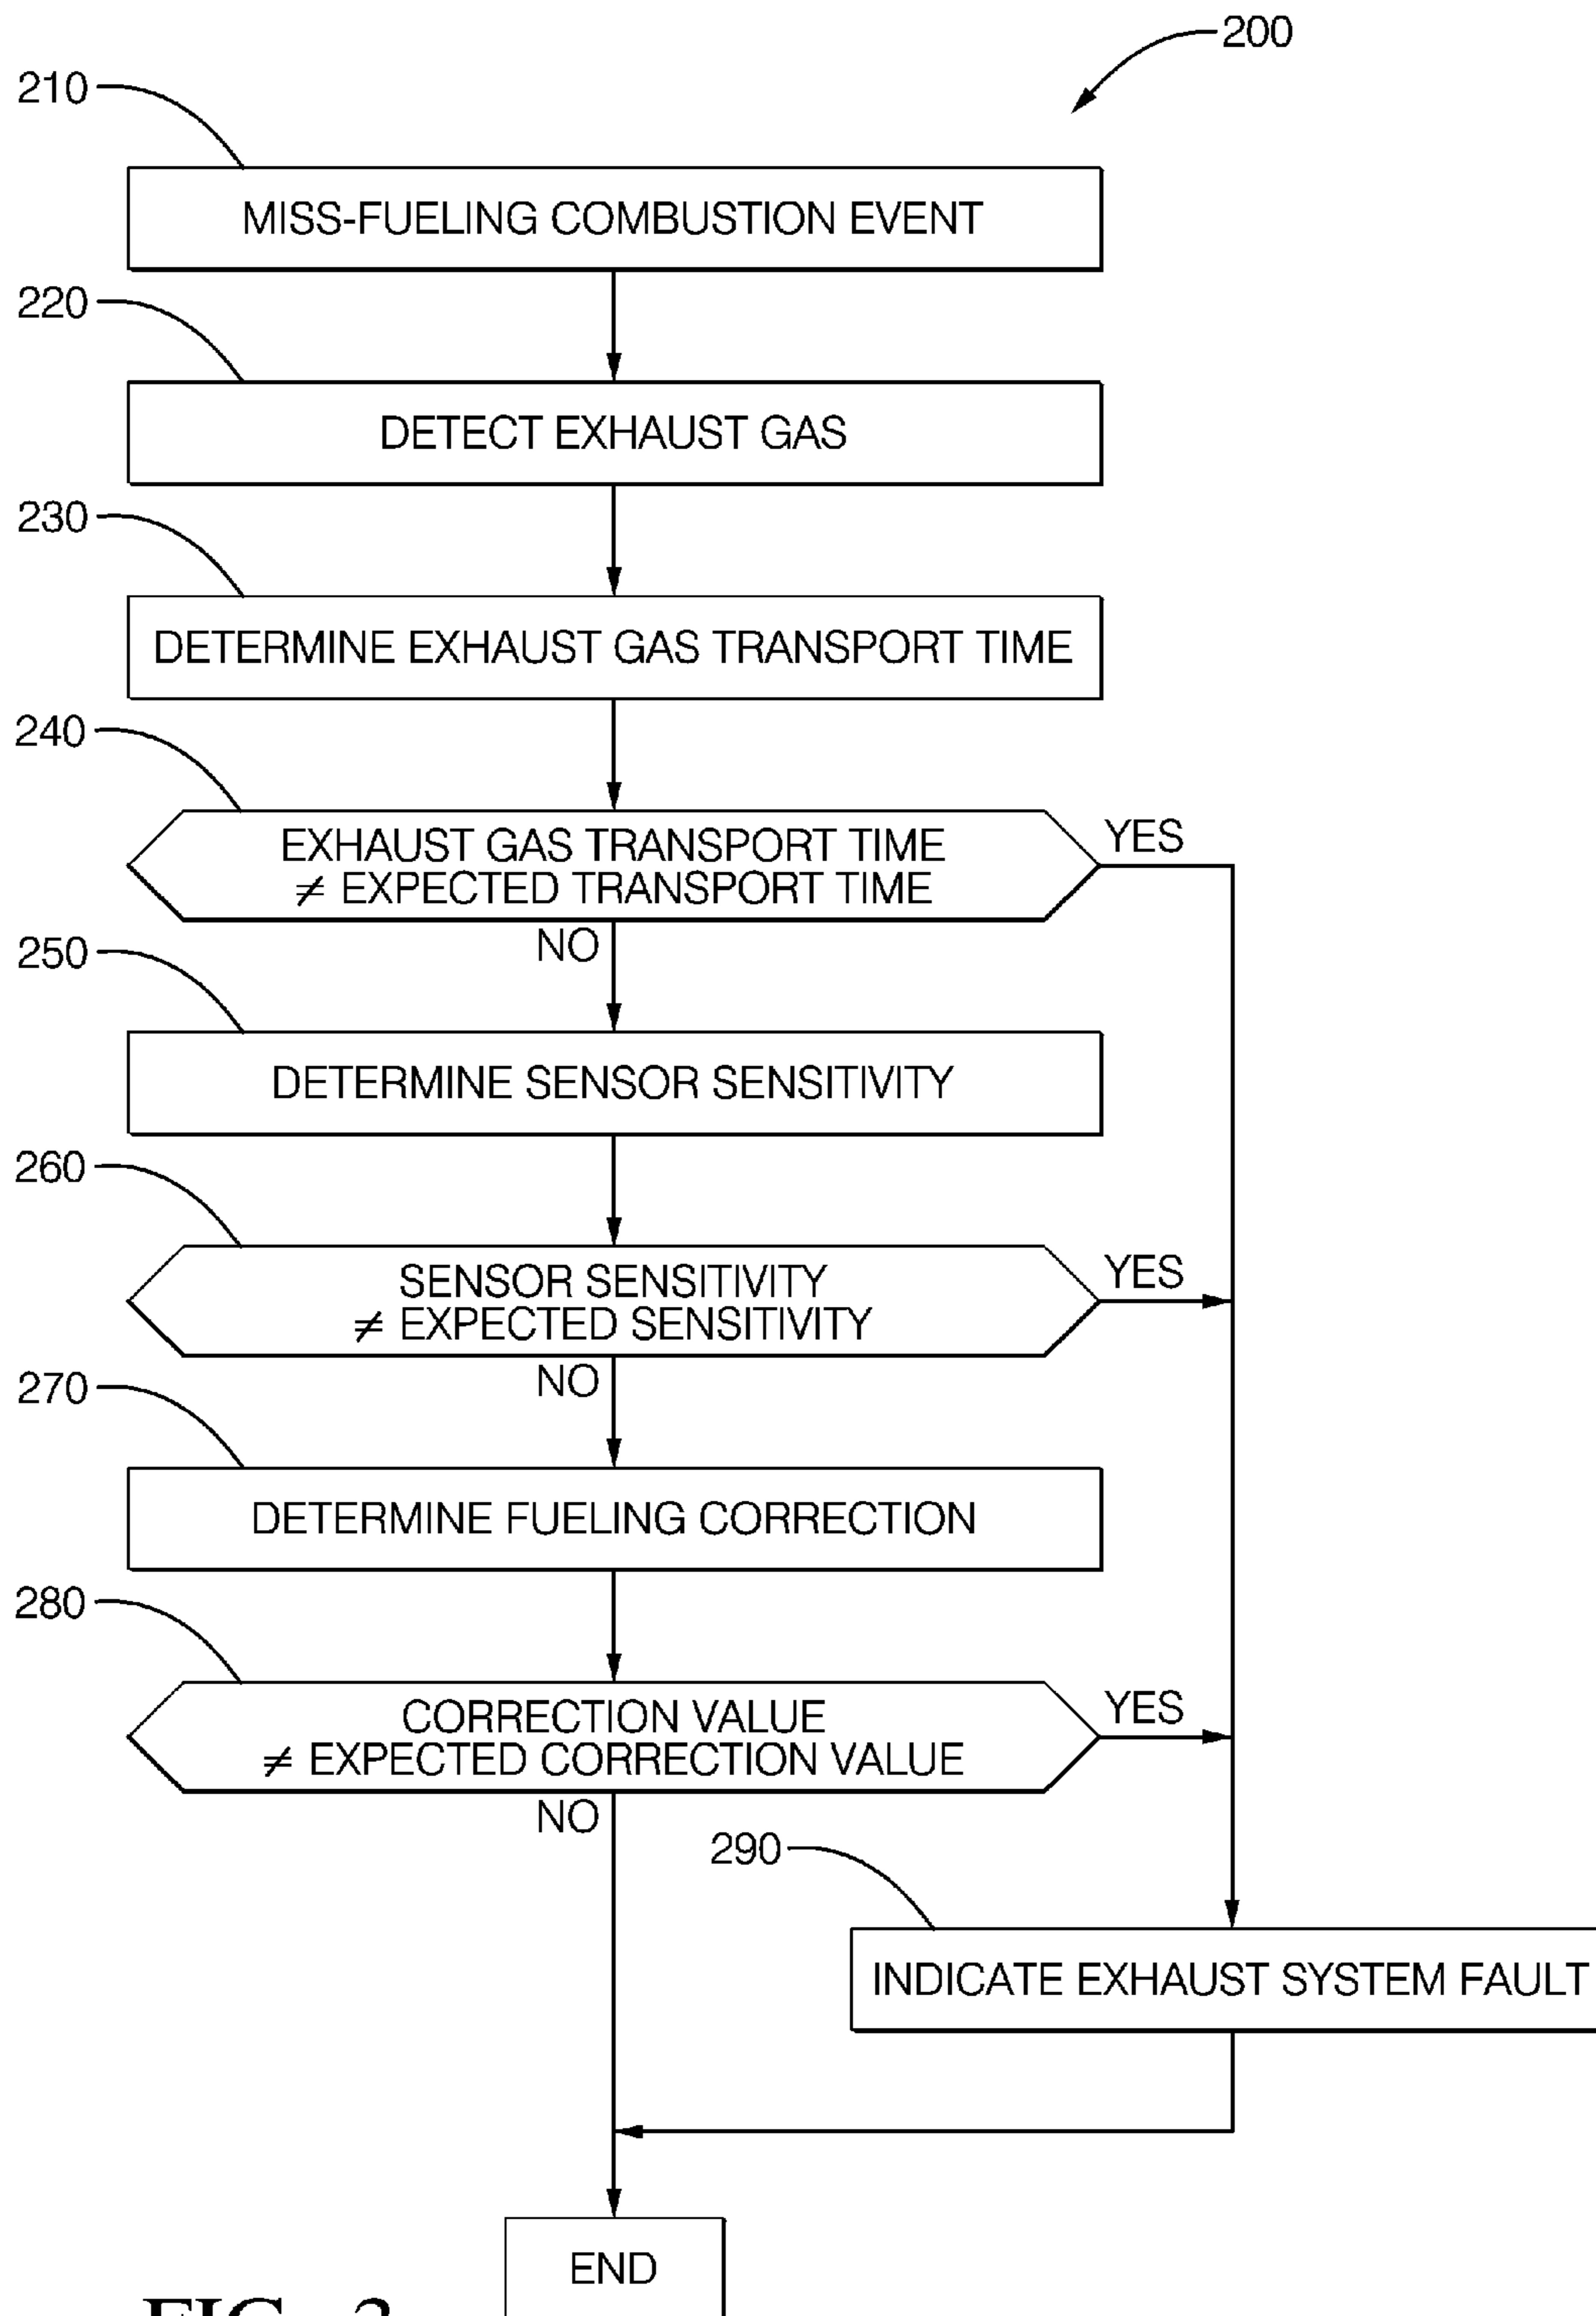 200
210
MISS-FUELING COMBUSTION EVENT
220
DETECT EXHAUST GAS
230
DETERMINE EXHAUST GAS TRANSPORT TIME
240
EXHAUST GAS TRANSPORT TIME
≠ EXPECTED TRANSPORT TIME
YES
NO
250
DETERMINE SENSOR SENSITIVITY
260
SENSOR SENSITIVITY
≠ EXPECTED SENSITIVITY
YES
NO
270
DETERMINE FUELING CORRECTION
280
CORRECTION VALUE
≠ EXPECTED CORRECTION VALUE
YES
NO
290
INDICATE EXHAUST SYSTEM FAULT
END
FIG. 3